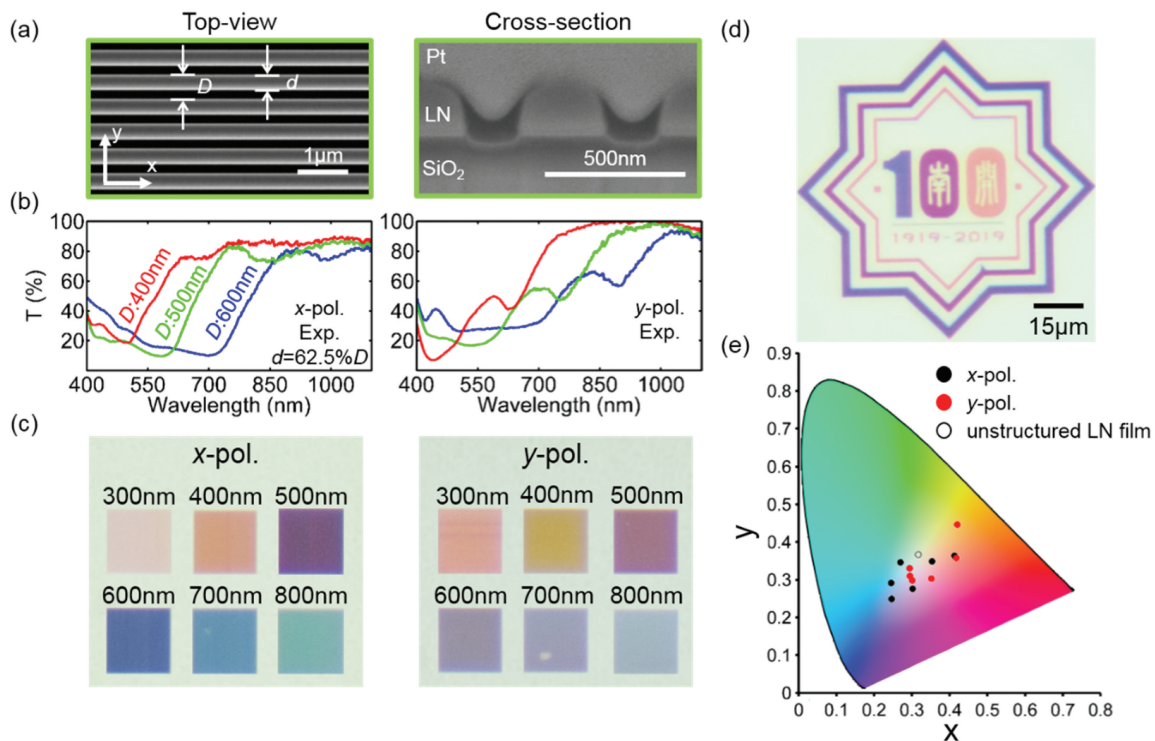 (a)
Top-view
D
d
y
x
1μm
Cross-section
Pt
LN
SiO₂
500nm
(b)
T (%)
100
80
60
40
20
D:400nm
D:500nm
D:600nm
x-pol.
Exp.
d=62.5%D
400 550 700 850 1000
Wavelength (nm)
100
80
60
40
20
y-pol.
Exp.
400 550 700 850 1000
Wavelength (nm)
(c)
x-pol.
300nm 400nm 500nm
600nm 700nm 800nm
y-pol.
300nm 400nm 500nm
600nm 700nm 800nm
(d)
100
南開
1919-2019
15μm
(e)
x-pol.
y-pol.
unstructured LN film
y
0.9
0.8
0.7
0.6
0.5
0.4
0.3
0.2
0.1
0
0 0.1 0.2 0.3 0.4 0.5 0.6 0.7 0.8
x